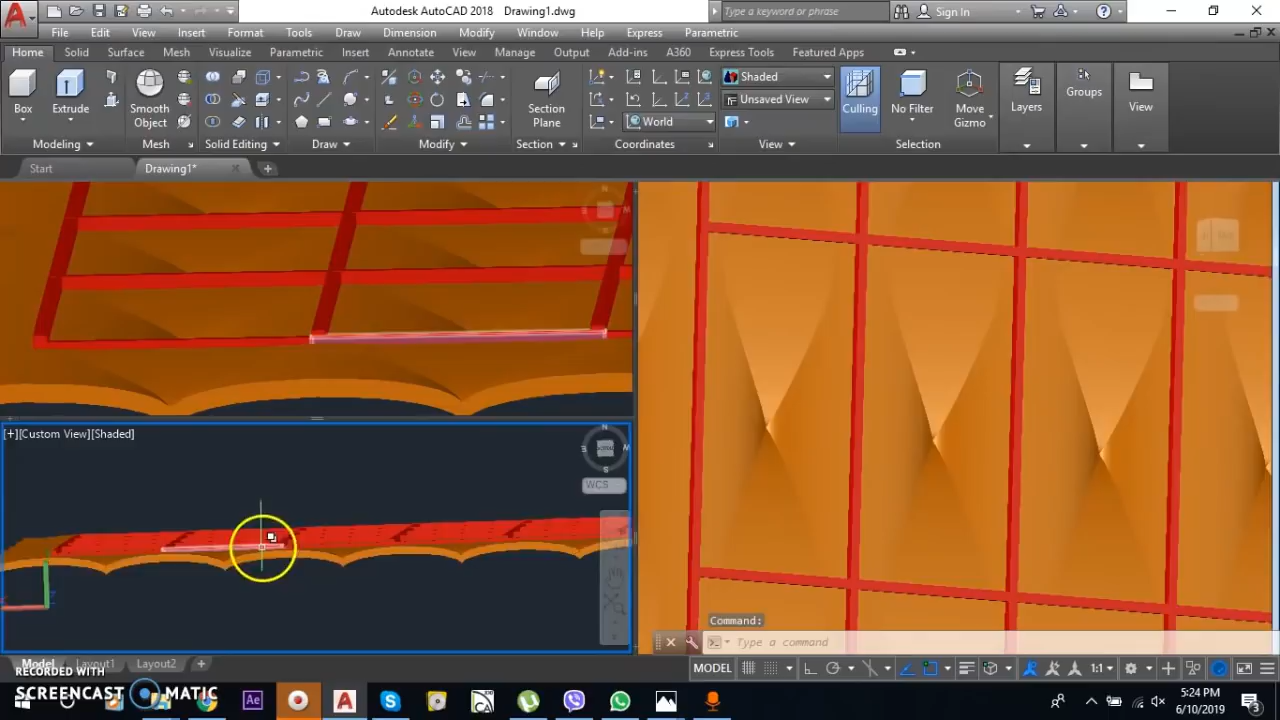 Autodesk AutoCAD 2018 Drawing1.dwg
Type a keyword or phrase
Sign In
File Edit View Insert Format Tools Draw Dimension Modify Window Help Express Parametric
Home Solid Surface Mesh Visualize Parametric Insert Annotate View Manage Output Add-ins A360 Express Tools Featured Apps
Box
Extrude
Smooth
Object
Section
Plane
World
Shaded
Unsaved View
Culling
No Filter
Move
Gizmo
Layers
Groups
View
Modeling Mesh Solid Editing Draw Modify Section Coordinates View Selection
Start
Drawing1*
[+][Custom View][Shaded]
N
S
WCS
Command:
Type a command
Model Layout1 Layout2
MODEL
1:1
RECORDED WITH
SCREENCAST MATIC
Ae
5:24 PM
6/10/2019
3